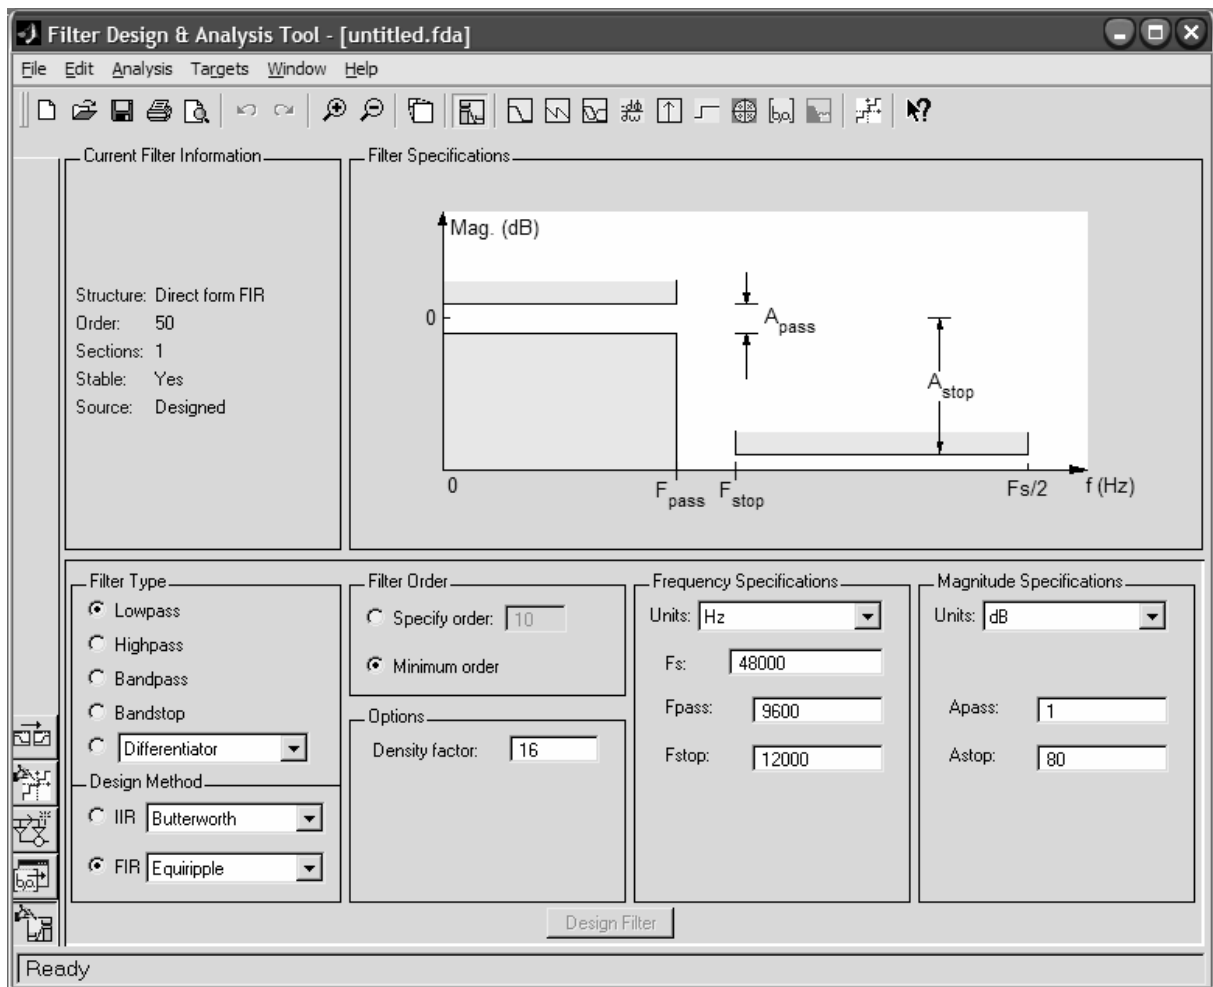 Filter Design & Analysis Tool - [untitled.fda]
File Edit Analysis Targets Window Help
Current Filter Information
Structure: Direct form FIR
Order: 50
Sections: 1
Stable: Yes
Source: Designed
Filter Specifications
Mag. (dB)
0
Apass
Astop
0
Fpass
Fstop
Fs/2
f (Hz)
Filter Type
Lowpass
Highpass
Bandpass
Bandstop
Differentiator
Design Method
IIR Butterworth
FIR Equiripple
Filter Order
Specify order: 10
Minimum order
Options
Density factor: 16
Frequency Specifications
Units: Hz
Fs: 48000
Fpass: 9600
Fstop: 12000
Magnitude Specifications
Units: dB
Apass: 1
Astop: 80
Design Filter
Ready